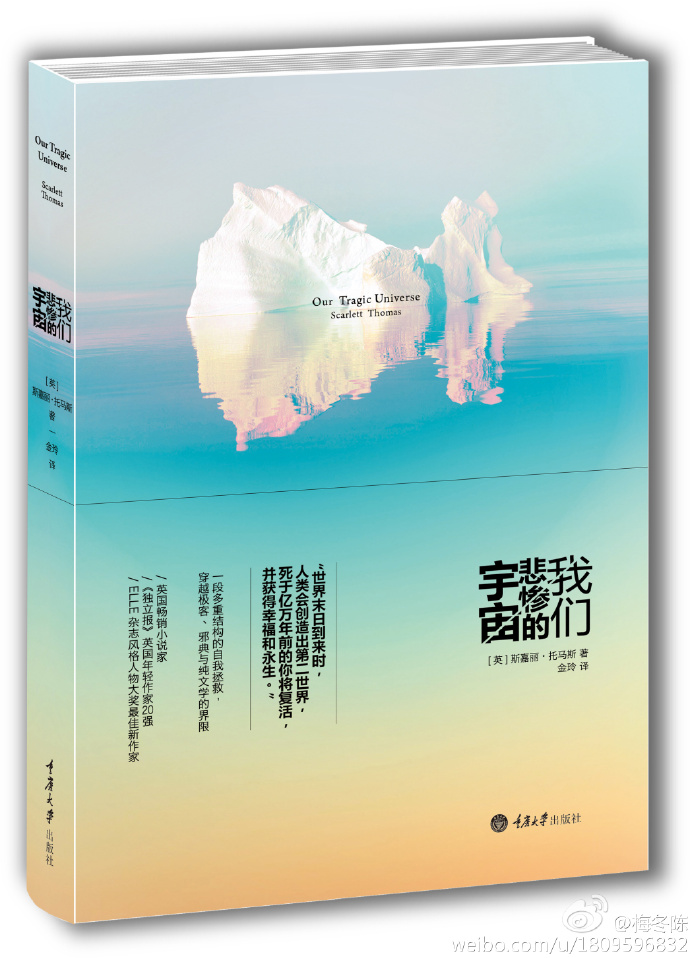 Our Tragic
Universe
Scarlett
Thomas
我们
悲惨的
宇宙
[英]
斯嘉丽·托马斯
著
—
金玲
译
重庆大学
出版社
Our Tragic Universe
Scarlett Thomas
我们
悲惨的
宇宙
[英]斯嘉丽·托马斯 著
金玲 译
“世界末日到来时,
人类会创造出第二世界,
死于亿万年前的你将复活,
并获得幸福和永生。”
一段多重结构的自我拯救,
穿越极客、邪典与纯文学的界限
/英国畅销小说家
/《独立报》英国年轻作家20强
/ELLE杂志风格人物大奖最佳新作家
重庆大学出版社
@梅冬陈
weibo.com/u/1809596832